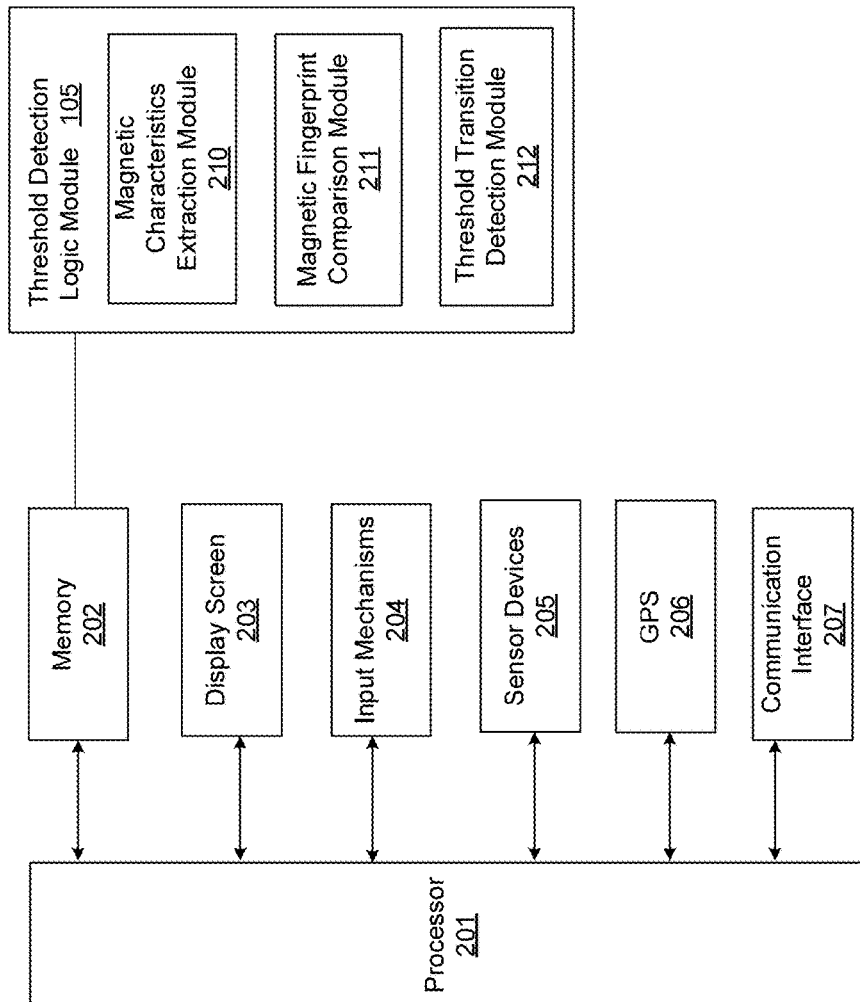 Processor
201
Memory
202
Display Screen
203
Input Mechanisms
204
Sensor Devices
205
GPS
206
Communication
Interface
207
Threshold Detection
Logic Module 105
Magnetic
Characteristics
Extraction Module
210
Magnetic Fingerprint
Comparison Module
211
Threshold Transition
Detection Module
212